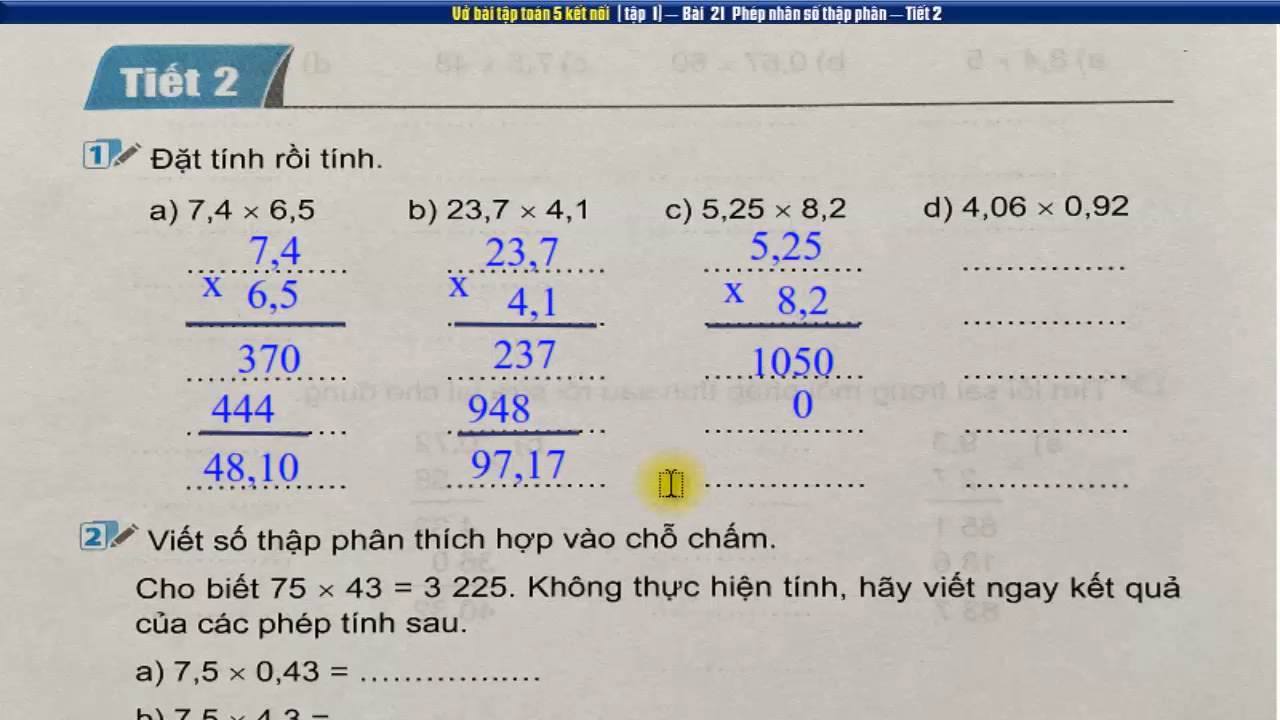 Vở bài tập toán 5 kết nối (tập 1) – Bài 21 Phép nhân số thập phân – Tiết 2
Tiết 2
1 Đặt tính rồi tính.
a) 7,4 × 6,5 b) 23,7 × 4,1 c) 5,25 × 8,2 d) 4,06 × 0,92
7,4 23,7 5,25
x 6,5 x 4,1 x 8,2
370 237 1050
444 948 0
48,10 97,17
2 Viết số thập phân thích hợp vào chỗ chấm.
Cho biết 75 × 43 = 3 225. Không thực hiện tính, hãy viết ngay kết quả
của các phép tính sau.
a) 7,5 × 0,43 = ..................
b) 7,5 × 4,3 =